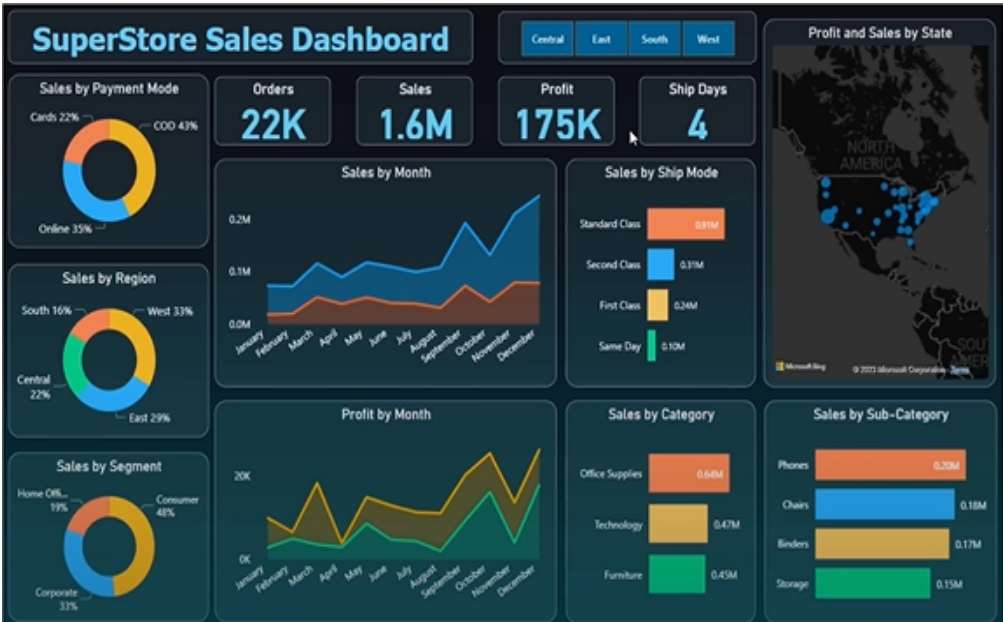 SuperStore Sales Dashboard
Central East South West
Profit and Sales by State
Sales by Payment Mode
Cards 22%
COD 43%
Online 35%
Orders
22K
Sales
1.6M
Profit
175K
Ship Days
4
NORTH
AMERICA
SOUT
AMER
Microsoft Bing
© 2023 Microsoft Corporation Terms
Sales by Month
0.2M
0.1M
0.0M
January
February
March
April
May
June
July
August
September
October
November
December
Sales by Ship Mode
Standard Class 0.91M
Second Class 0.31M
First Class 0.24M
Same Day 0.10M
Sales by Region
South 16%
West 33%
Central
22%
East 29%
Profit by Month
20K
0K
January
February
March
April
May
June
July
August
September
October
November
December
Sales by Category
Office Supplies 0.64M
Technology 0.47M
Furniture 0.45M
Sales by Sub-Category
Phones 0.20M
Chairs 0.18M
Binders 0.17M
Storage 0.15M
Sales by Segment
Home Offi...
19%
Consumer
48%
Corporate
33%